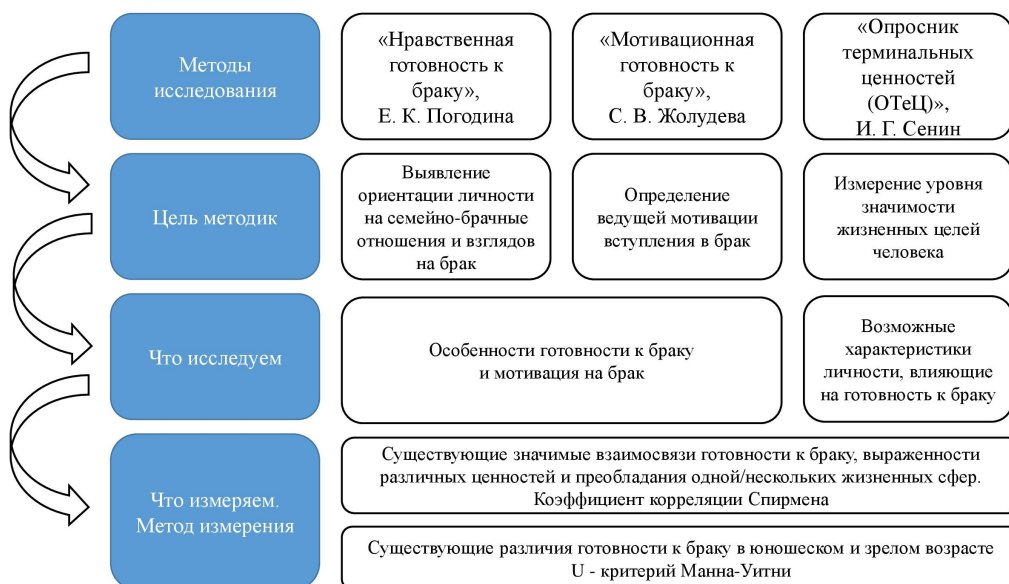 Методы
исследования
«Нравственная
готовность к
браку»,
Е. К. Погодина
«Мотивационная
готовность к
браку»,
С. В. Жолудева
«Опросник
терминальных
ценностей
(ОТеЦ)»,
И. Г. Сенин
Цель методик
Выявление
ориентации личности
на семейно-брачные
отношения и взглядов
на брак
Определение
ведущей мотивации
вступления в брак
Измерение уровня
значимости
жизненных целей
человека
Что исследуем
Особенности готовности к браку
и мотивация на брак
Возможные
характеристики
личности, влияющие
на готовность к браку
Что измеряем.
Метод измерения
Существующие значимые взаимосвязи готовности к браку, выраженности
различных ценностей и преобладания одной/нескольких жизненных сфер.
Коэффициент корреляции Спирмена
Существующие различия готовности к браку в юношеском и зрелом возрасте
U - критерий Манна-Уитни